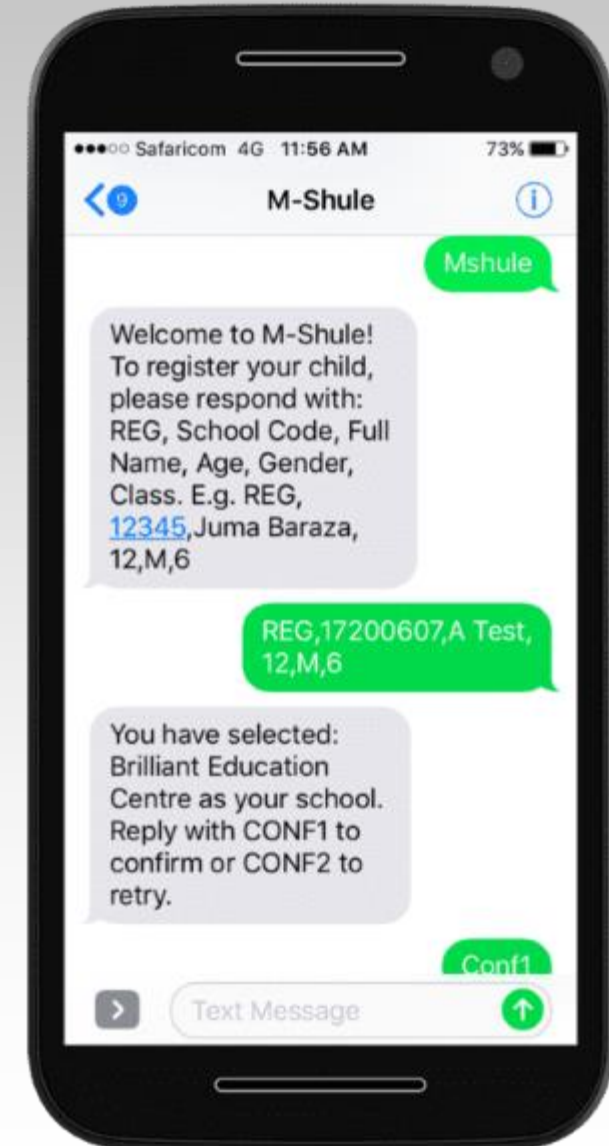 ●●●○○ Safaricom 4G 11:56 AM 73%
9 M-Shule
Mshule
Welcome to M-Shule!
To register your child,
please respond with:
REG, School Code, Full
Name, Age, Gender,
Class. E.g. REG,
12345,Juma Baraza,
12,M,6
REG,17200607,A Test,
12,M,6
You have selected:
Brilliant Education
Centre as your school.
Reply with CONF1 to
confirm or CONF2 to
retry.
Conf1
Text Message